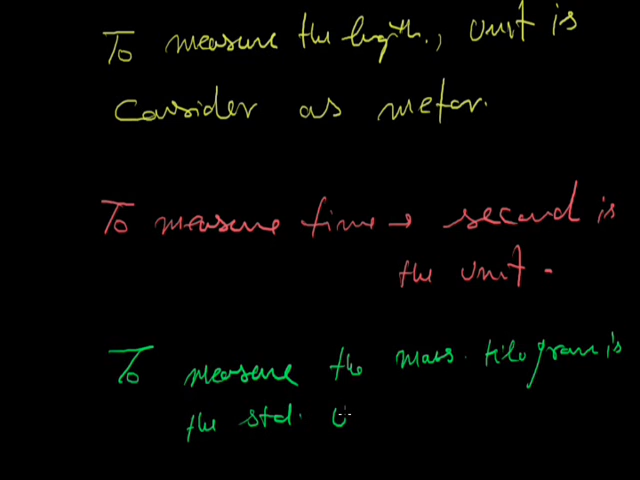 To measure the length, unit is
Consider as meter.
To measure time → second is
the unit.
To measure the mass. kilogram is
the std. U